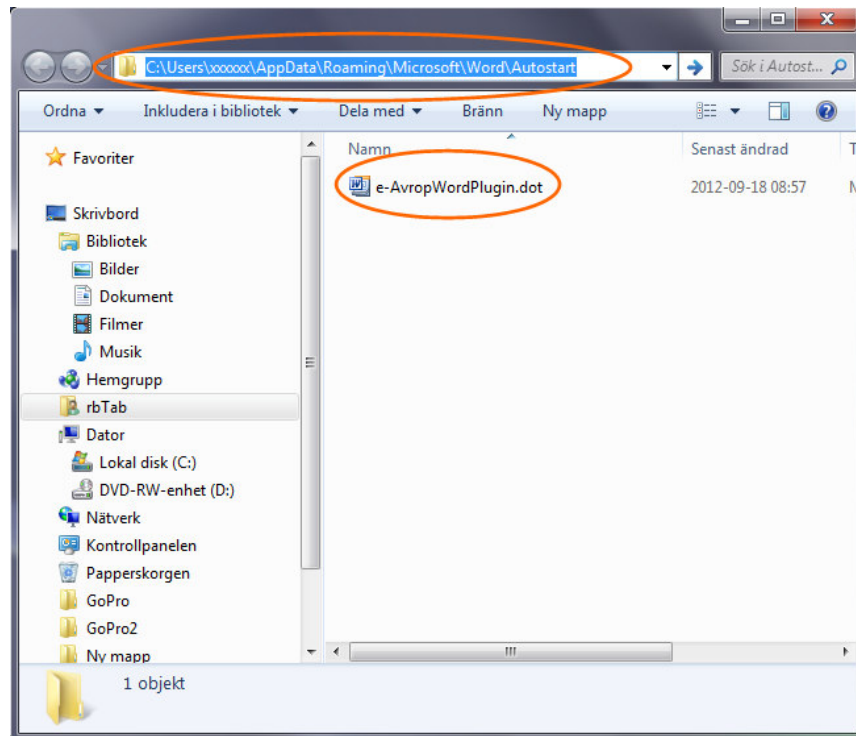 C:\Users\xxxxxx\AppData\Roaming\Microsoft\Word\Autostart
Sök i Autost...
Ordna Inkludera i bibliotek Dela med Bränn Ny mapp
Favoriter
Skrivbord
Bibliotek
Bilder
Dokument
Filmer
Musik
Hemgrupp
rbTab
Dator
Lokal disk (C:)
DVD-RW-enhet (D:)
Nätverk
Kontrollpanelen
Papperskorgen
GoPro
GoPro2
Ny mapp
Namn Senast ändrad T
e-AvropWordPlugin.dot 2012-09-18 08:57 M
1 objekt